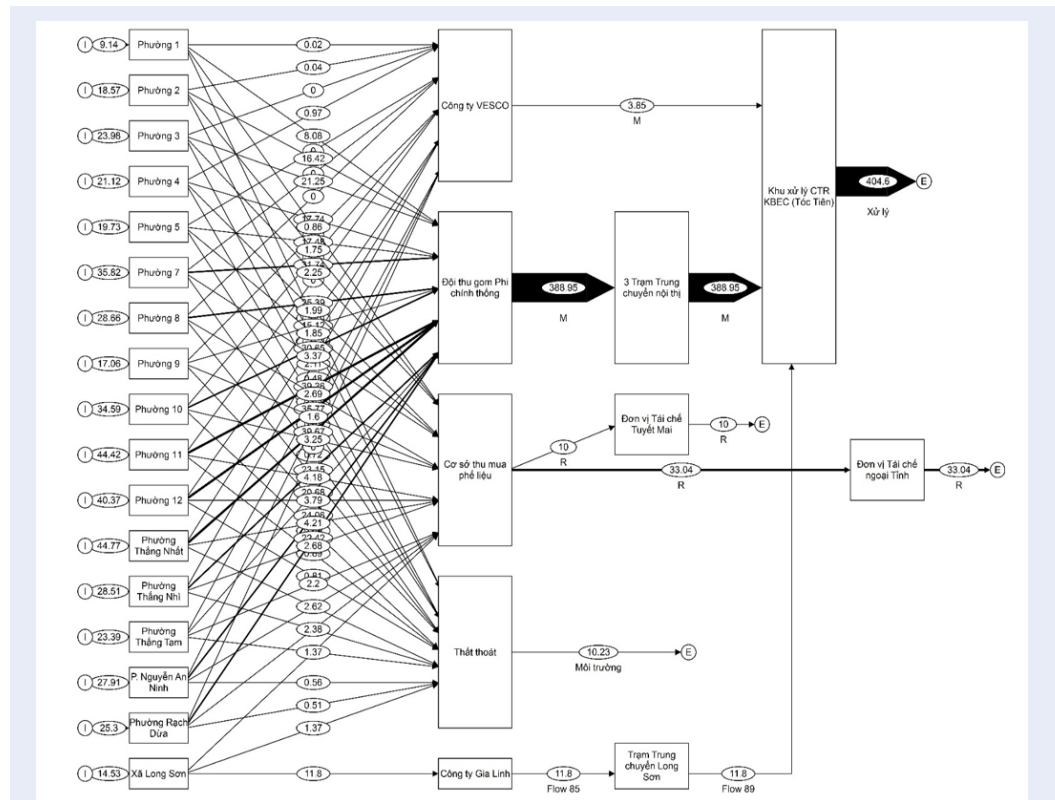 I 9.14 Phường 1 0.02
I 18.57 Phường 2 0.04
I 23.98 Phường 3 0
I 21.12 Phường 4 0.97
I 19.73 Phường 5 8.08
I 35.82 Phường 7 16.42
I 28.66 Phường 8 21.25
I 17.06 Phường 9 0
I 34.59 Phường 10
I 44.42 Phường 11
I 40.37 Phường 12
I 44.77 Phường
Thắng Nhất
I 28.51 Phường
Thắng Nhì
I 23.39 Phường
Thắng Tam
I 27.91 P. Nguyễn An
Ninh
I 25.3 Phường Rạch
Dừa
I 14.53 Xã Long Sơn
0.86
1.75
2.25
1.99
1.85
3.37
2.69
1.6
3.25
4.18
3.79
4.21
2.68
2.2
2.62
2.38
1.37
0.56
0.51
1.37
11.8
Công ty VESCO
3.85
M
Đội thu gom Phi
chính thống
388.95
M
3 Trạm Trung
chuyển nội thị
388.95
M
Khu xử lý CTR
KBEC (Tóc Tiên)
404.6 E
Xử lý
Cơ sở thu mua
phế liệu
10
R
Đơn vị Tái chế
Tuyết Mai
10 E
R
33.04
R
Đơn vị Tái chế
ngoại Tỉnh
33.04 E
R
Thất thoát
10.23 E
Môi trường
Công ty Gia Linh
11.8
Flow 85
Trạm Trung
chuyển Long
Sơn
11.8
Flow 89